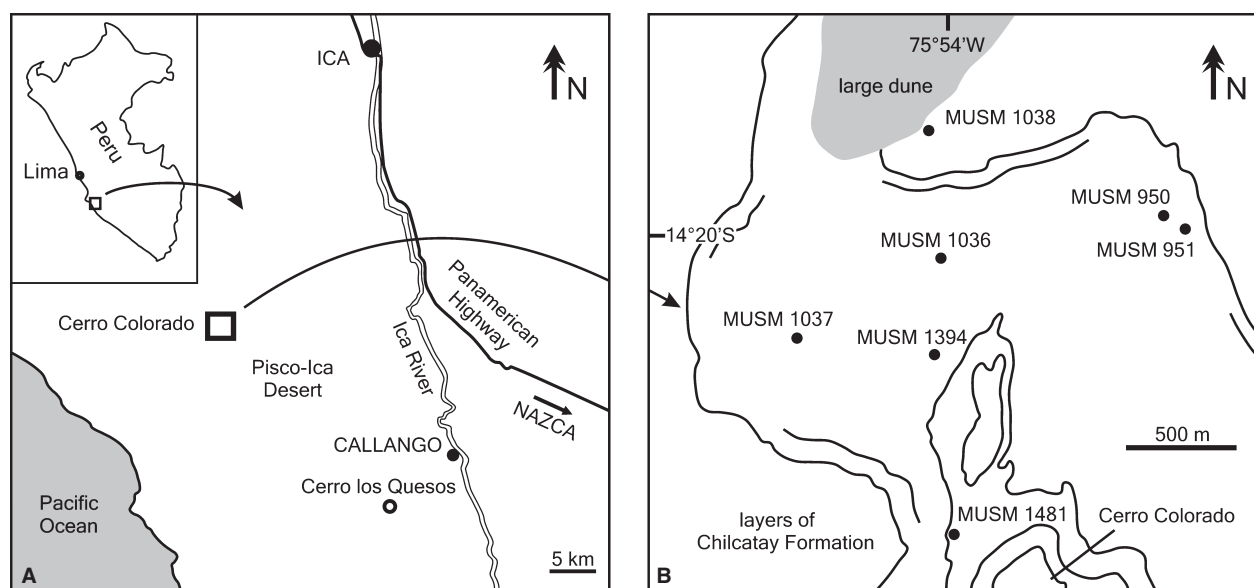 ICA
N
Peru
Lima
Cerro Colorado
Panamerican
Highway
Ica River
Pisco-Ica
Desert
NAZCA
CALLANGO
Cerro los Quesos
Pacific
Ocean
5 km
A
75°54'W
N
large dune
MUSM 1038
MUSM 950
14°20'S
MUSM 1036
MUSM 951
MUSM 1037
MUSM 1394
500 m
MUSM 1481
Cerro Colorado
layers of
Chilcatay Formation
B